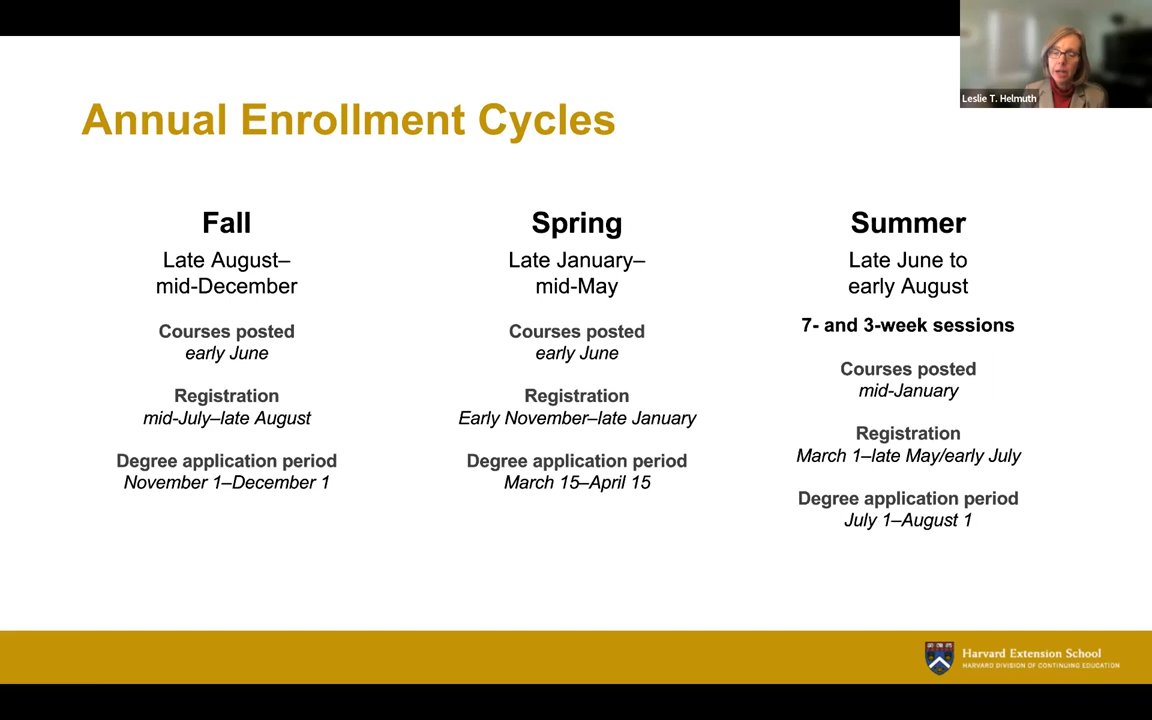 Leslie T. Helmuth
Annual Enrollment Cycles
Fall
Late August–
mid-December
Courses posted
early June
Registration
mid-July–late August
Degree application period
November 1–December 1
Spring
Late January–
mid-May
Courses posted
early June
Registration
Early November–late January
Degree application period
March 15–April 15
Summer
Late June to
early August
7- and 3-week sessions
Courses posted
mid-January
Registration
March 1–late May/early July
Degree application period
July 1–August 1
Harvard Extension School
HARVARD DIVISION OF CONTINUING EDUCATION